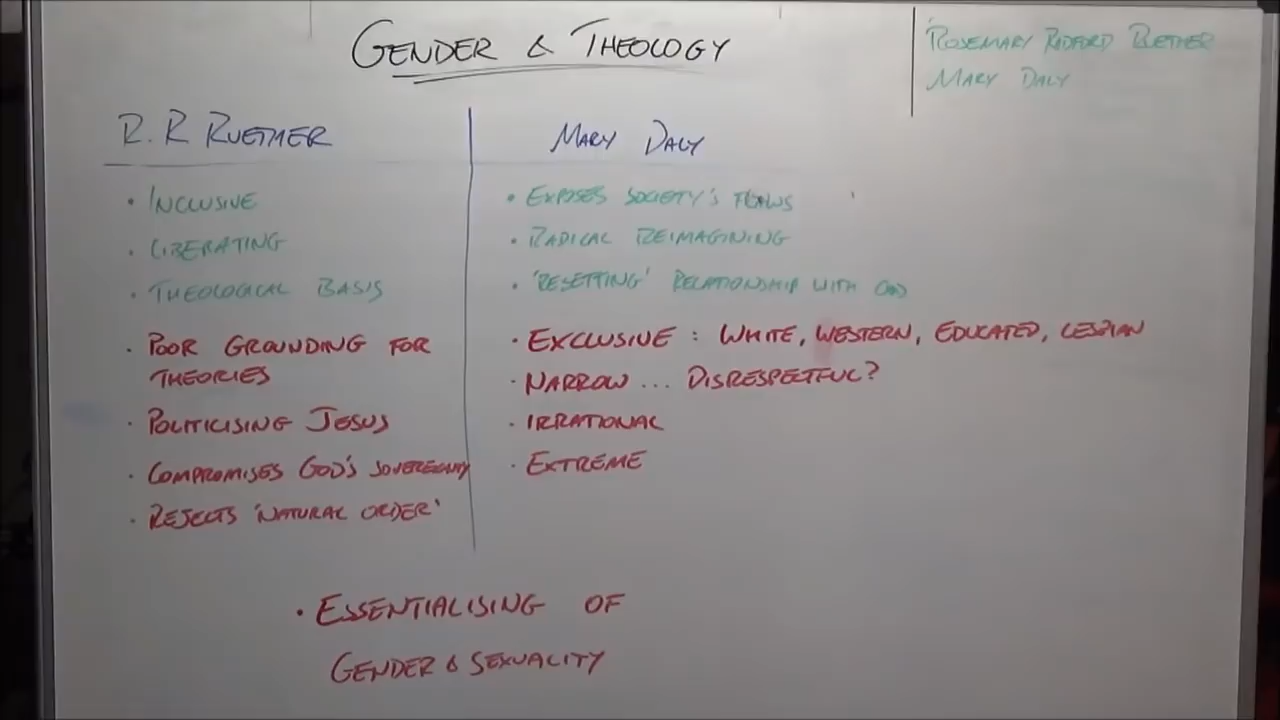 GENDER & THEOLOGY
ROSEMARY RADFORD RUETHER
MARY DALY
R. R RUETHER
• INCLUSIVE
• LIBERATING
• THEOLOGICAL BASIS
• POOR GROUNDING FOR
THEORIES
• POLITICISING JESUS
• COMPROMISES GOD'S SOVEREIGNTY
• REJECTS 'NATURAL ORDER'
MARY DALY
• EXPOSES SOCIETY'S FLAWS
• RADICAL REIMAGINING
• 'RESETTING' RELATIONSHIP WITH GOD
• EXCLUSIVE : WHITE, WESTERN, EDUCATED, LESBIAN
• NARROW ... DISRESPECTFUL?
• IRRATIONAL
• EXTREME
• ESSENTIALISING OF
GENDER & SEXUALITY